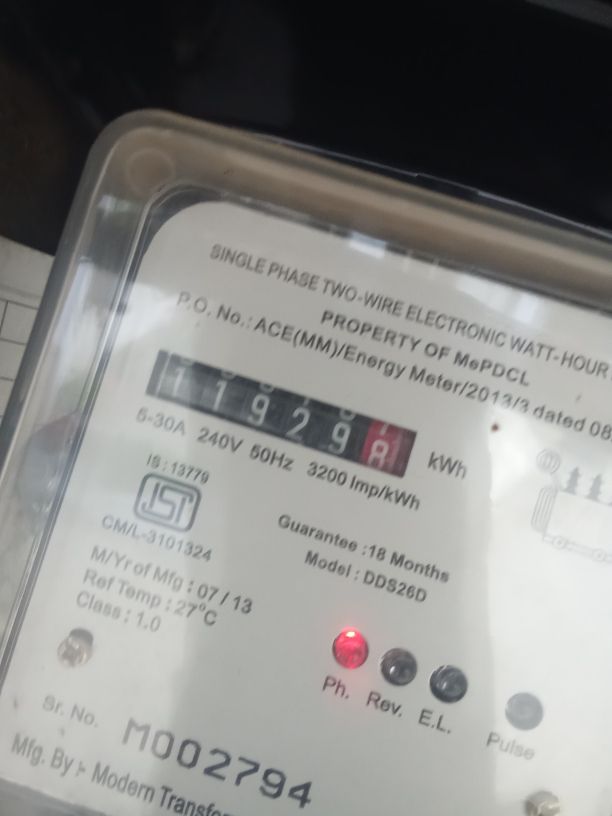 SINGLE PHASE TWO-WIRE ELECTRONIC WATT-HOUR
PROPERTY OF MePDCL
P.O. No.: ACE(MM)/Energy Meter/2013/3 dated 08
119298 kWh
5-30A 240V 50Hz 3200 Imp/kWh
IS : 13779
ISI
CM/L-3101324
Guarantee :18 Months
Model : DDS26D
M/Yr of Mfg : 07 / 13
Ref Temp : 27°C
Class : 1.0
Ph. Rev. E.L. Pulse
Sr. No. M002794
Mfg. By :- Modern